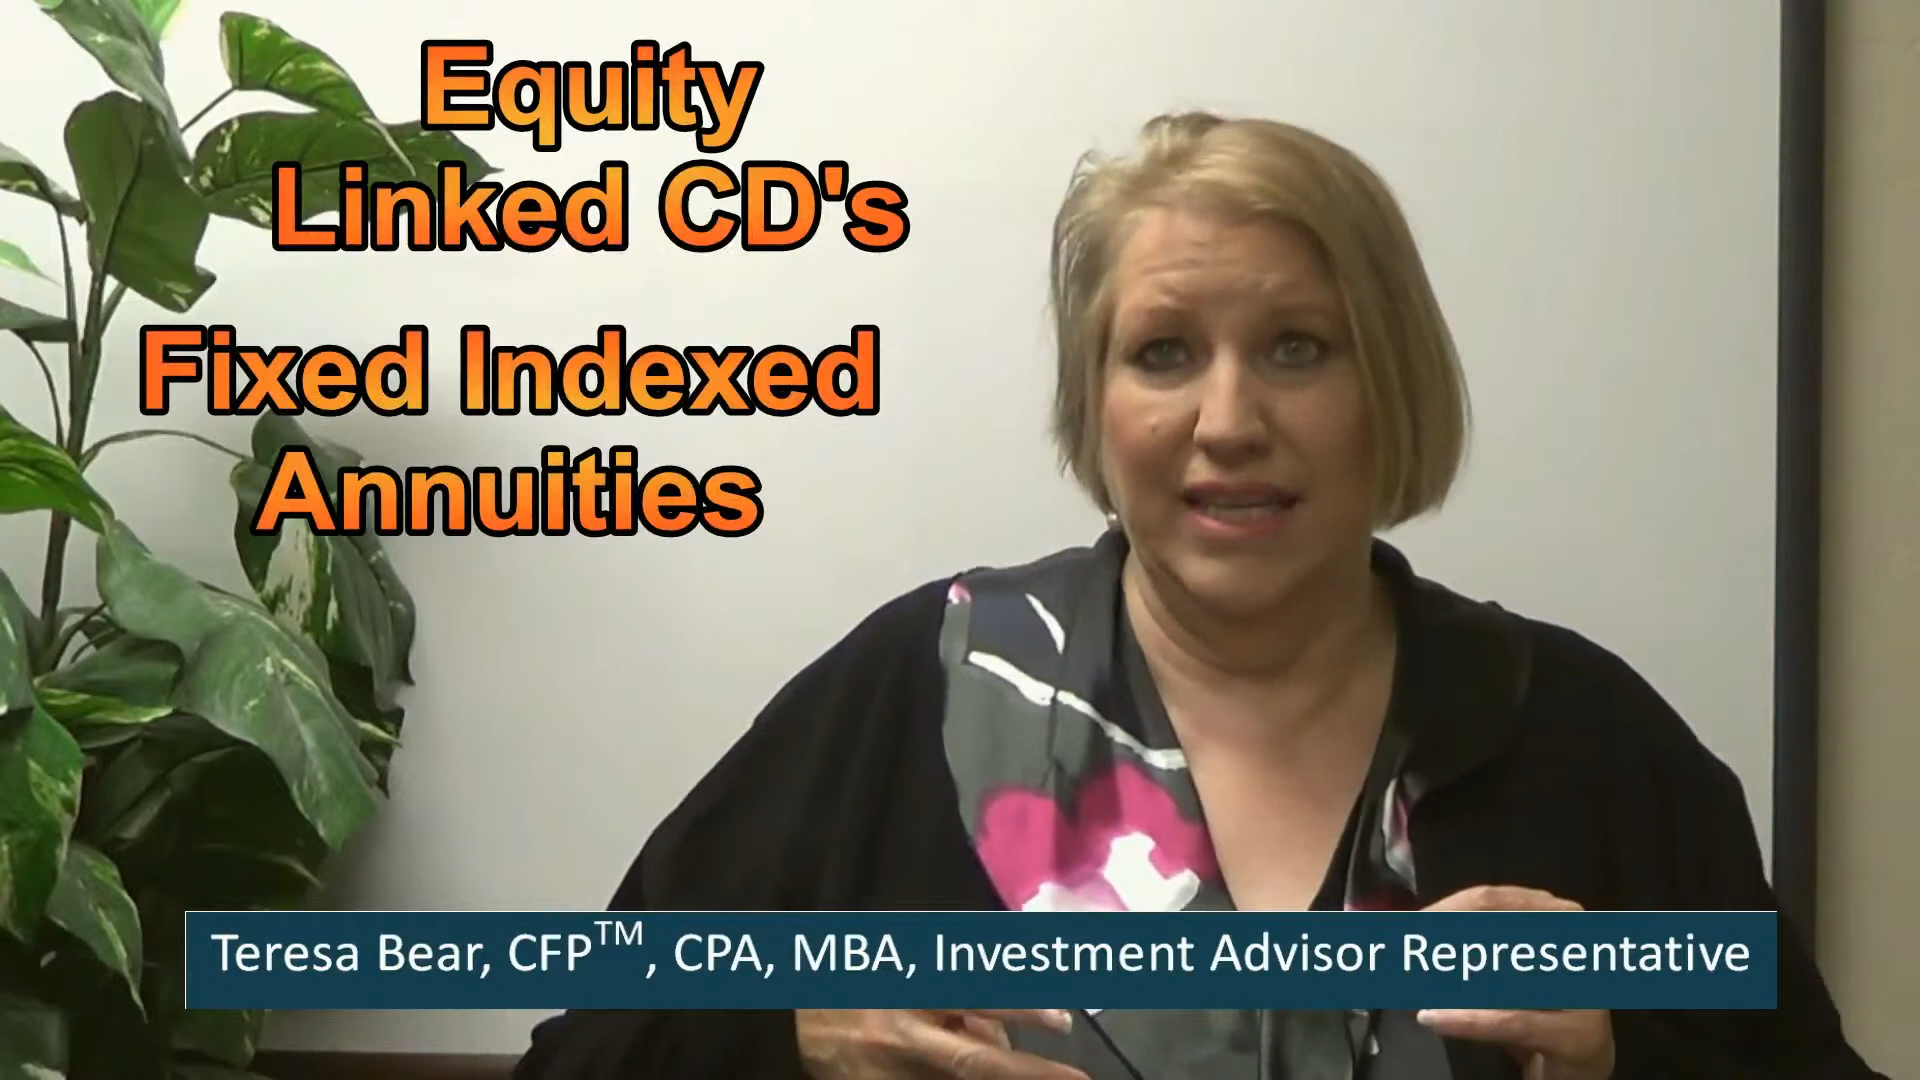 Equity
Linked CD's
Fixed Indexed
Annuities
Teresa Bear, CFP™, CPA, MBA, Investment Advisor Representative